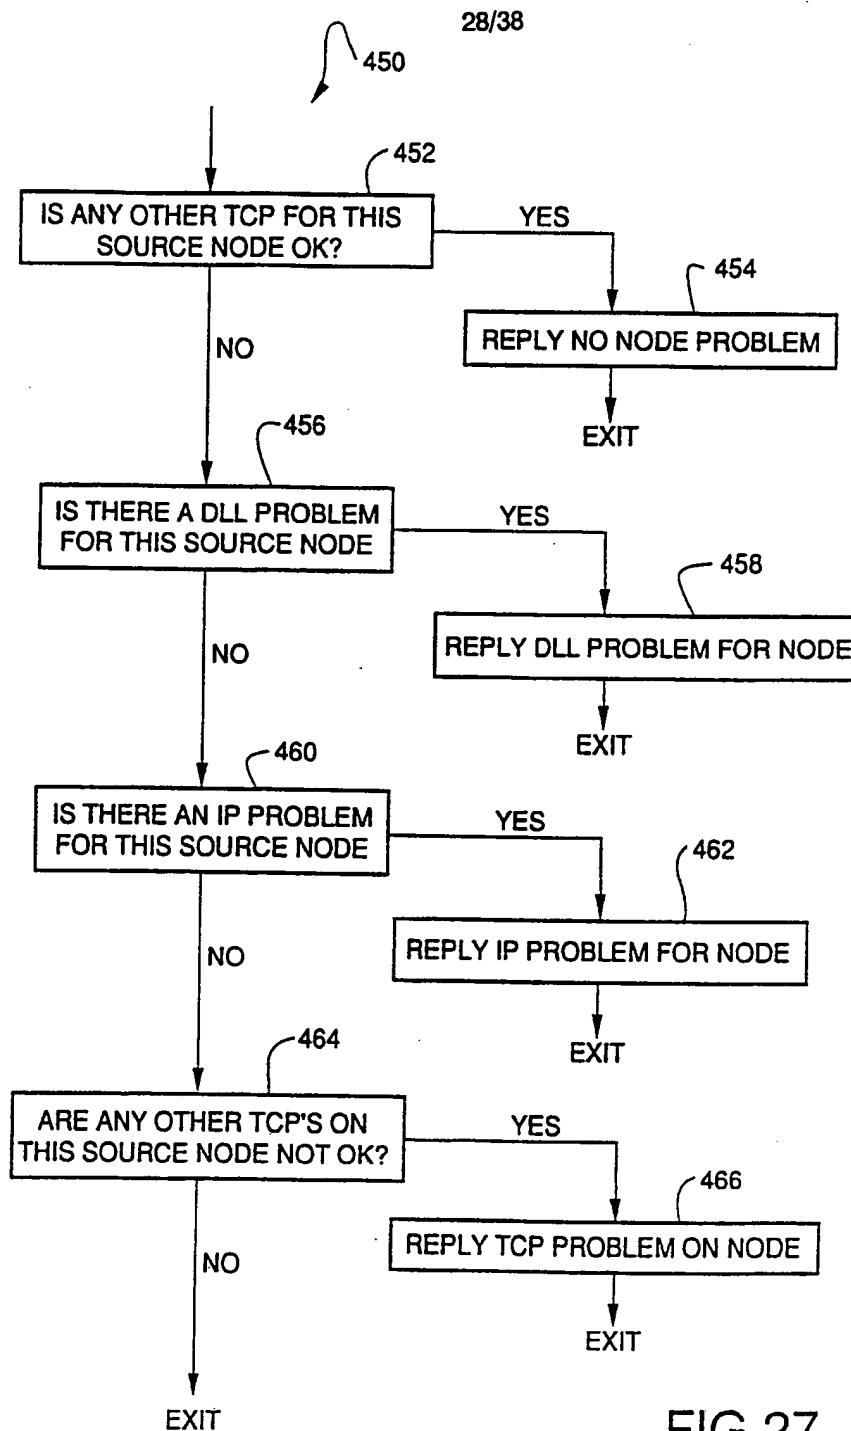 28/38
450
452
IS ANY OTHER TCP FOR THIS
SOURCE NODE OK?
YES
454
REPLY NO NODE PROBLEM
NO
EXIT
456
IS THERE A DLL PROBLEM
FOR THIS SOURCE NODE
YES
458
REPLY DLL PROBLEM FOR NODE
NO
EXIT
460
IS THERE AN IP PROBLEM
FOR THIS SOURCE NODE
YES
462
REPLY IP PROBLEM FOR NODE
NO
EXIT
464
ARE ANY OTHER TCP'S ON
THIS SOURCE NODE NOT OK?
YES
466
REPLY TCP PROBLEM ON NODE
NO
EXIT
EXIT
FIG.27